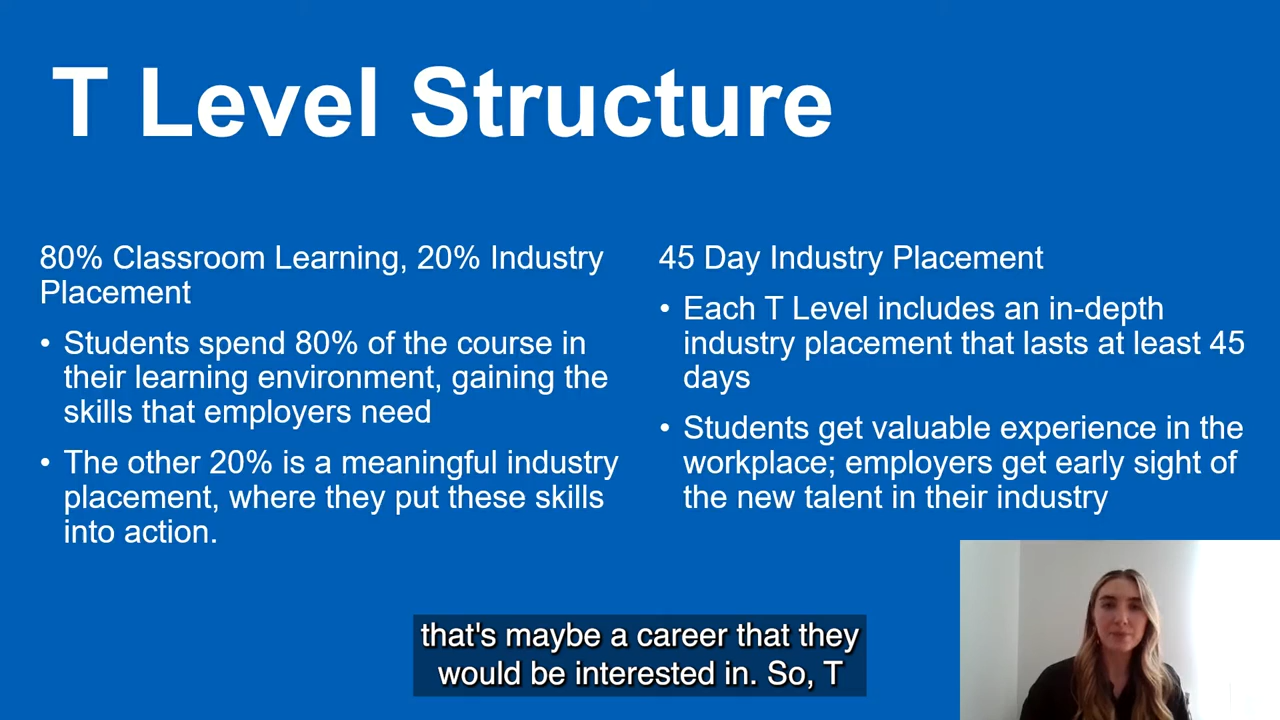 T Level Structure
80% Classroom Learning, 20% Industry
Placement
• Students spend 80% of the course in
their learning environment, gaining the
skills that employers need
• The other 20% is a meaningful industry
placement, where they put these skills
into action.
45 Day Industry Placement
• Each T Level includes an in-depth
industry placement that lasts at least 45
days
• Students get valuable experience in the
workplace; employers get early sight of
the new talent in their industry
that's maybe a career that they
would be interested in. So, T